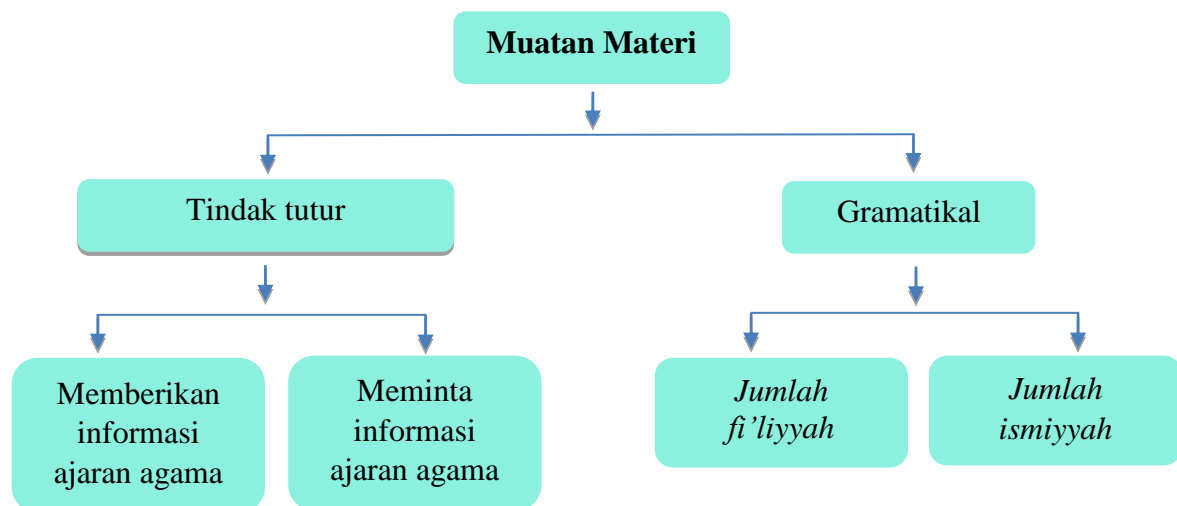 Muatan Materi
Tindak tutur
Gramatikal
Memberikan
informasi
ajaran agama
Meminta
informasi
ajaran agama
Jumlah
fi’liyyah
Jumlah
ismiyyah